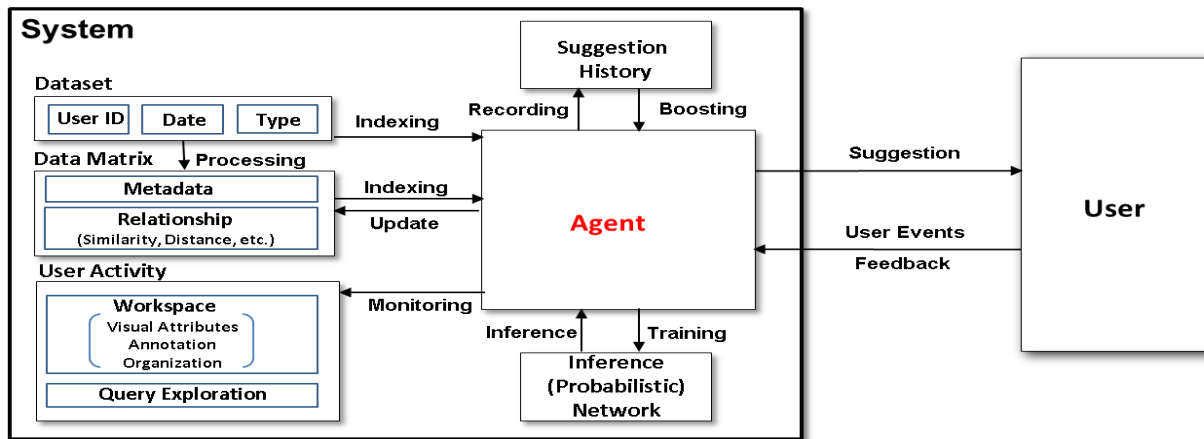 System
Dataset
User ID
Date
Type
Indexing
Processing
Data Matrix
Metadata
Relationship
(Similarity, Distance, etc.)
Indexing
Update
User Activity
Workspace
Visual Attributes
Annotation
Organization
Query Exploration
Monitoring
Suggestion
History
Recording
Boosting
Agent
Inference
Training
Inference
(Probabilistic)
Network
Suggestion
User Events
Feedback
User